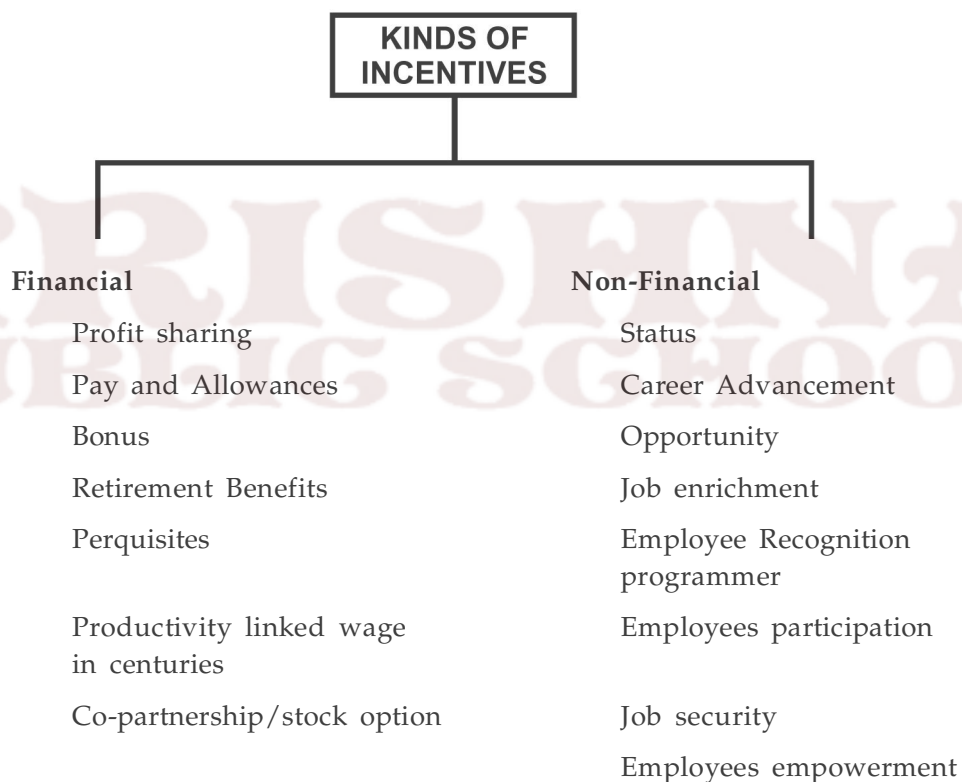 KINDS OF
INCENTIVES
Financial
Profit sharing
Pay and Allowances
Bonus
Retirement Benefits
Perquisites
Productivity linked wage
in centuries
Co-partnership/stock option
Non-Financial
Status
Career Advancement
Opportunity
Job enrichment
Employee Recognition
programmer
Employees participation
Job security
Employees empowerment